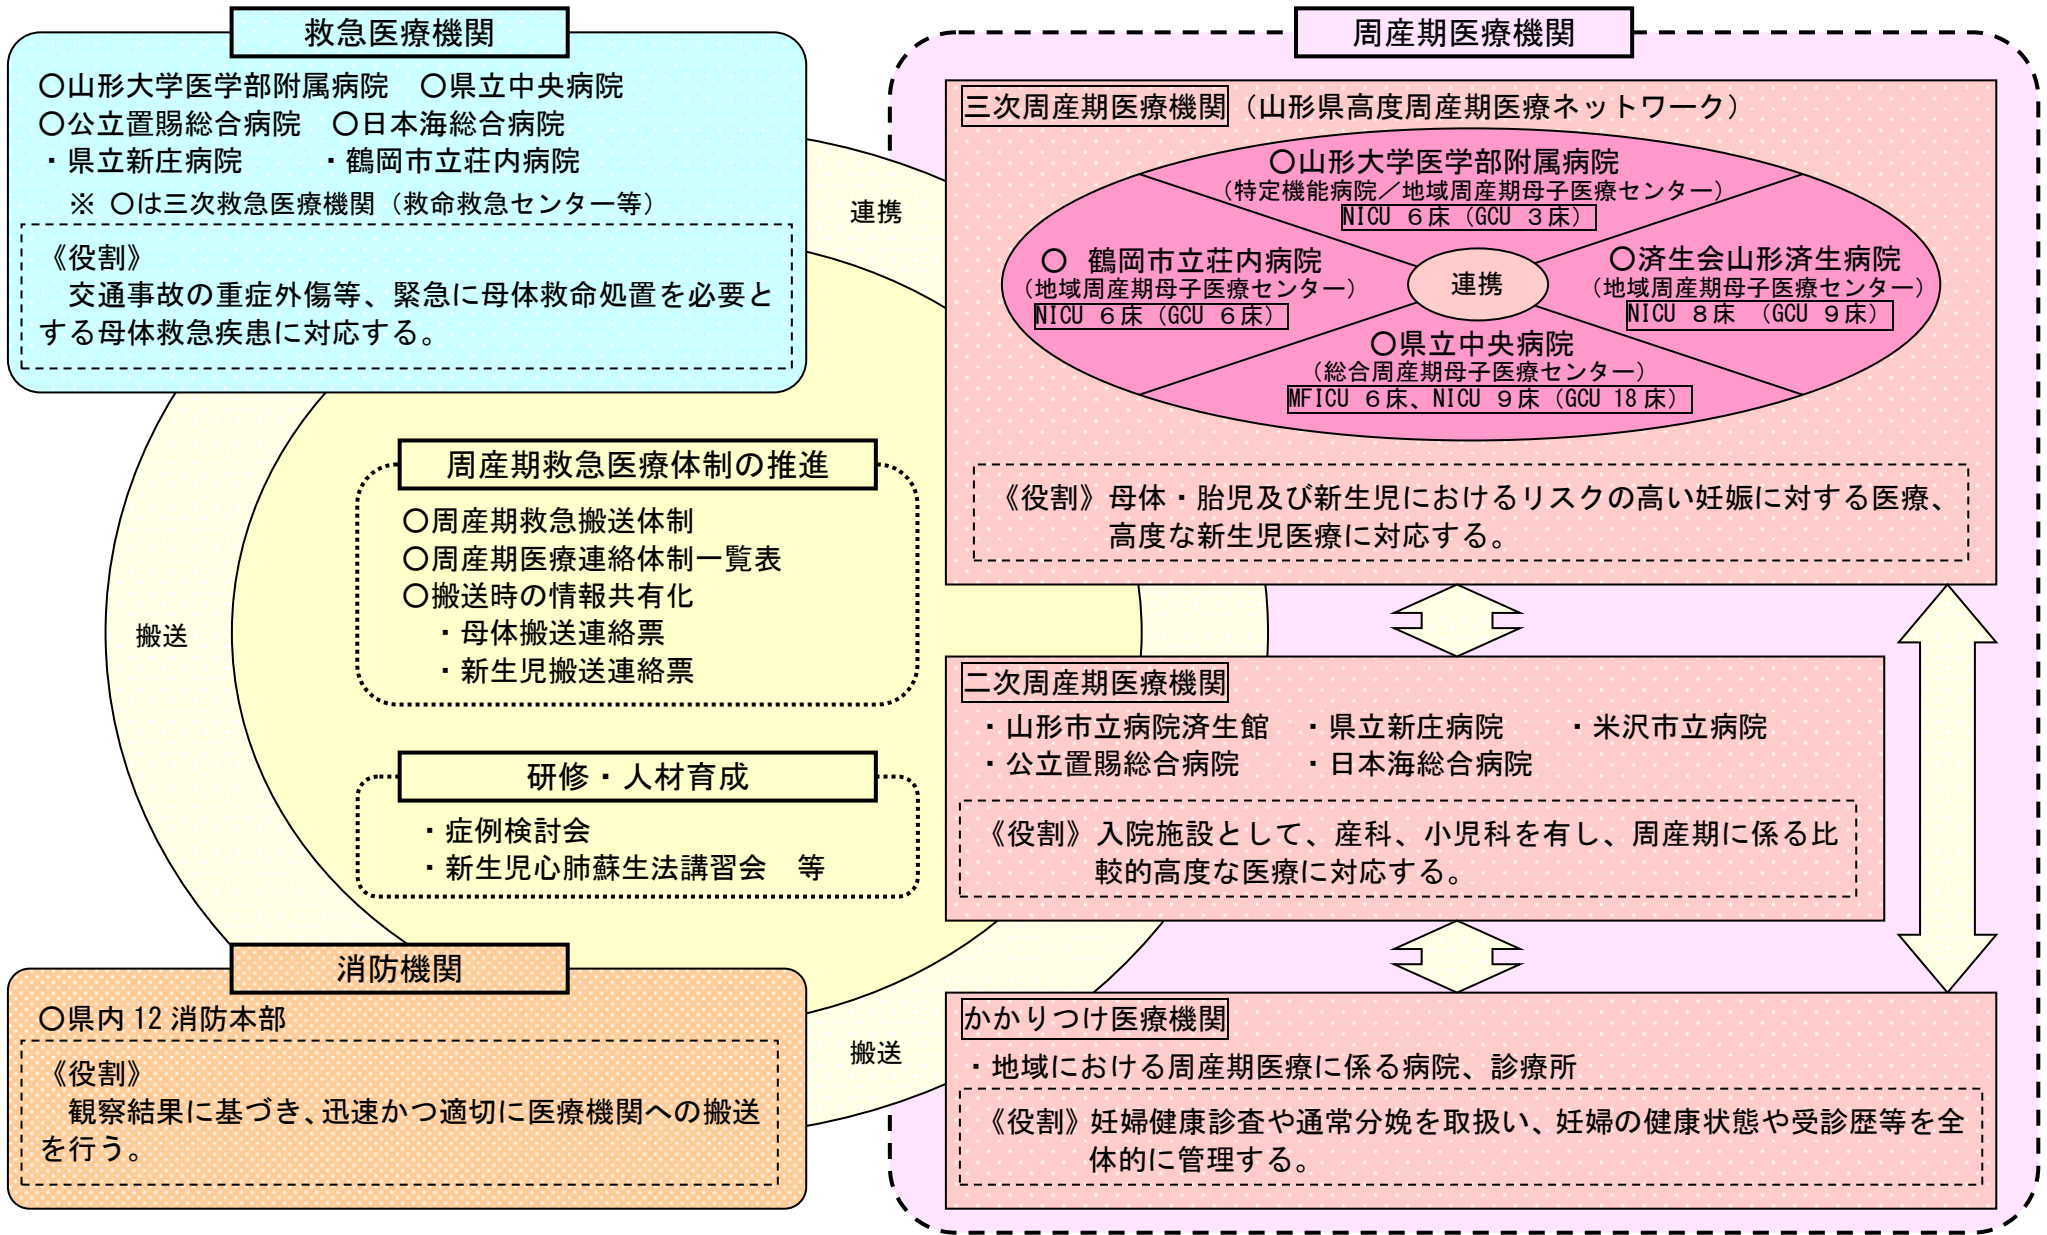 救急医療機関
〇山形大学医学部附属病院　〇県立中央病院
〇公立置賜総合病院　〇日本海総合病院
・県立新庄病院　　　・鶴岡市立荘内病院
※ 〇は三次救急医療機関（救命救急センター等）
《役割》
交通事故の重症外傷等、緊急に母体救命処置を必要と
する母体救急疾患に対応する。
連携
搬送
周産期救急医療体制の推進
〇周産期救急搬送体制
〇周産期医療連絡体制一覧表
〇搬送時の情報共有化
・母体搬送連絡票
・新生児搬送連絡票
研修・人材育成
・症例検討会
・新生児心肺蘇生法講習会　等
消防機関
〇県内12消防本部
《役割》
観察結果に基づき、迅速かつ適切に医療機関への搬送
を行う。
搬送
周産期医療機関
三次周産期医療機関（山形県高度周産期医療ネットワーク）
〇山形大学医学部附属病院
（特定機能病院／地域周産期母子医療センター）
NICU ６床（GCU ３床）
〇 鶴岡市立荘内病院
（地域周産期母子医療センター）
NICU ６床（GCU ６床）
連携
〇済生会山形済生病院
（地域周産期母子医療センター）
NICU ８床 （GCU ９床）
〇県立中央病院
（総合周産期母子医療センター）
MFICU ６床、NICU ９床（GCU 18床）
《役割》母体・胎児及び新生児におけるリスクの高い妊娠に対する医療、
高度な新生児医療に対応する。
二次周産期医療機関
・山形市立病院済生館　・県立新庄病院　　・米沢市立病院
・公立置賜総合病院　　・日本海総合病院
《役割》入院施設として、産科、小児科を有し、周産期に係る比
較的高度な医療に対応する。
かかりつけ医療機関
・地域における周産期医療に係る病院、診療所
《役割》妊婦健康診査や通常分娩を取扱い、妊婦の健康状態や受診歴等を全
体的に管理する。